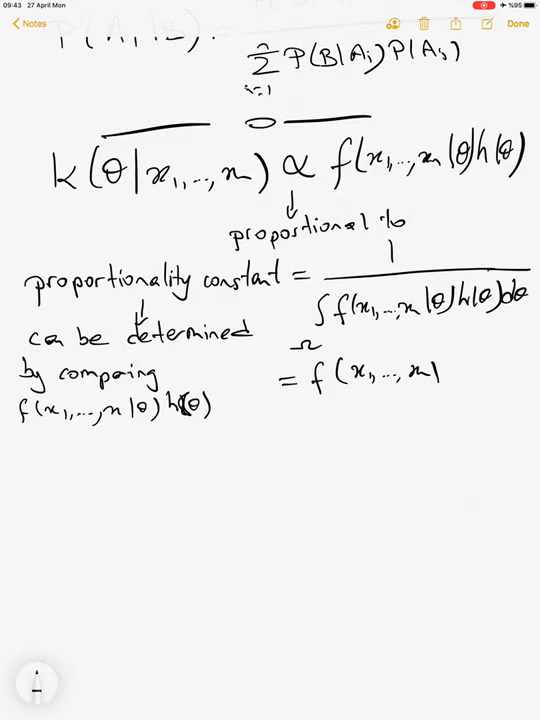 09:43 27 April Mon
%95
Notes
Done
n
Σ P(B|Ai)P(Ai)
i=1
k(θ|x1,...,xn) ∝ f(x1,...,xn|θ)h(θ)
↓
proportional to
proportionality constant = 1 / ∫ f(x1,...,xn|θ)h(θ)dθ
↓
Ω
can be determined
by comparing
= f(x1,...,xn)
f(x1,...,xn|θ)h(θ)